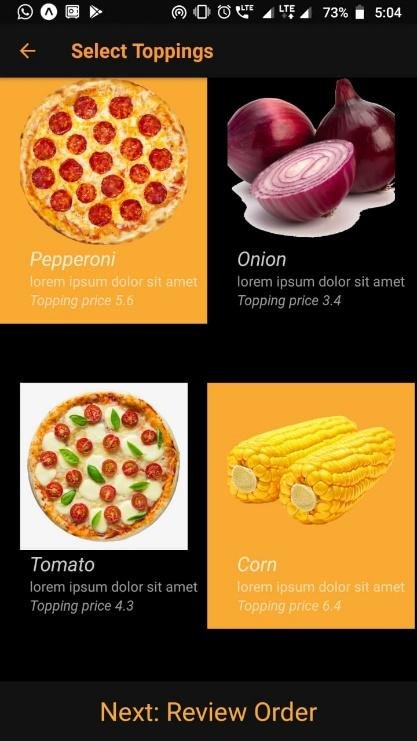 LTE
LTE
73%
5:04
Select Toppings
Pepperoni
lorem ipsum dolor sit amet
Topping price 5.6
Onion
lorem ipsum dolor sit amet
Topping price 3.4
Tomato
lorem ipsum dolor sit amet
Topping price 4.3
Corn
lorem ipsum dolor sit amet
Topping price 6.4
Next: Review Order